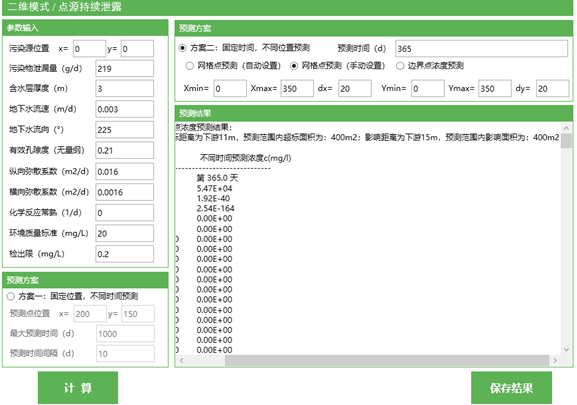 二维模式 / 点源持续泄露
参数输入
污染源位置 x= 0 y= 0
污染物泄漏量 (g/d) 219
含水层厚度 (m) 3
地下水流速 (m/d) 0.003
地下水流向 (°) 225
有效孔隙度 (无量纲) 0.21
纵向弥散系数 (m2/d) 0.016
横向弥散系数 (m2/d) 0.0016
化学反应常熟 (1/d) 0
环境质量标准 (mg/L) 20
检出限 (mg/L) 0.2
预测方案
方案一：固定位置，不同时间预测
预测点位置 x= 200 y= 150
最大预测时间 (d) 1000
预测时间间隔 (d) 10
计 算
预测方案
方案二：固定时间，不同位置预测 预测时间 (d) 365
网格点预测 (自动设置) 网格点预测 (手动设置) 边界点浓度预测
Xmin= 0 Xmax= 350 dx= 20 Ymin= 0 Ymax= 350 dy= 20
预测结果
点浓度预测结果：
示距离为下游11m，预测范围内超标面积为：400m2；影响距离为下游15m，预测范围内影响面积为：400m2
不同时间预测浓度c(mg/l)
----------------------------
第 365.0 天
5.47E+04
1.92E-40
2.54E-164
0.00E+00
0.00E+00
0 0.00E+00
0 0.00E+00
0 0.00E+00
0 0.00E+00
0 0.00E+00
0 0.00E+00
0 0.00E+00
0 0.00E+00
0 0.00E+00
0 0.00E+00
0 0.00E+00
0 0.00E+00
保存结果